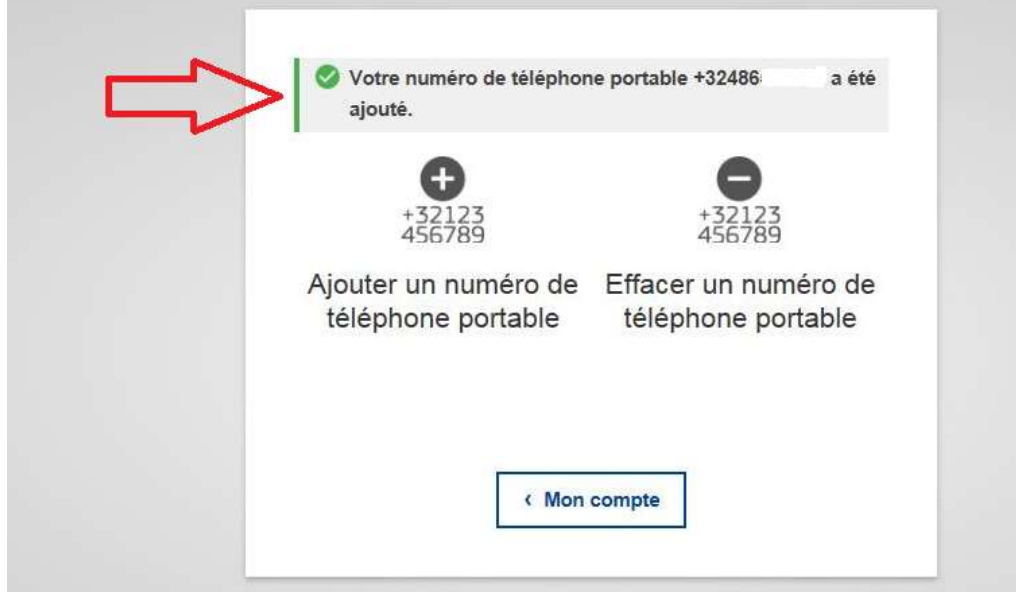 Votre numéro de téléphone portable +32486 a été
ajouté.
+32123
456789
+32123
456789
Ajouter un numéro de
téléphone portable
Effacer un numéro de
téléphone portable
‹ Mon compte